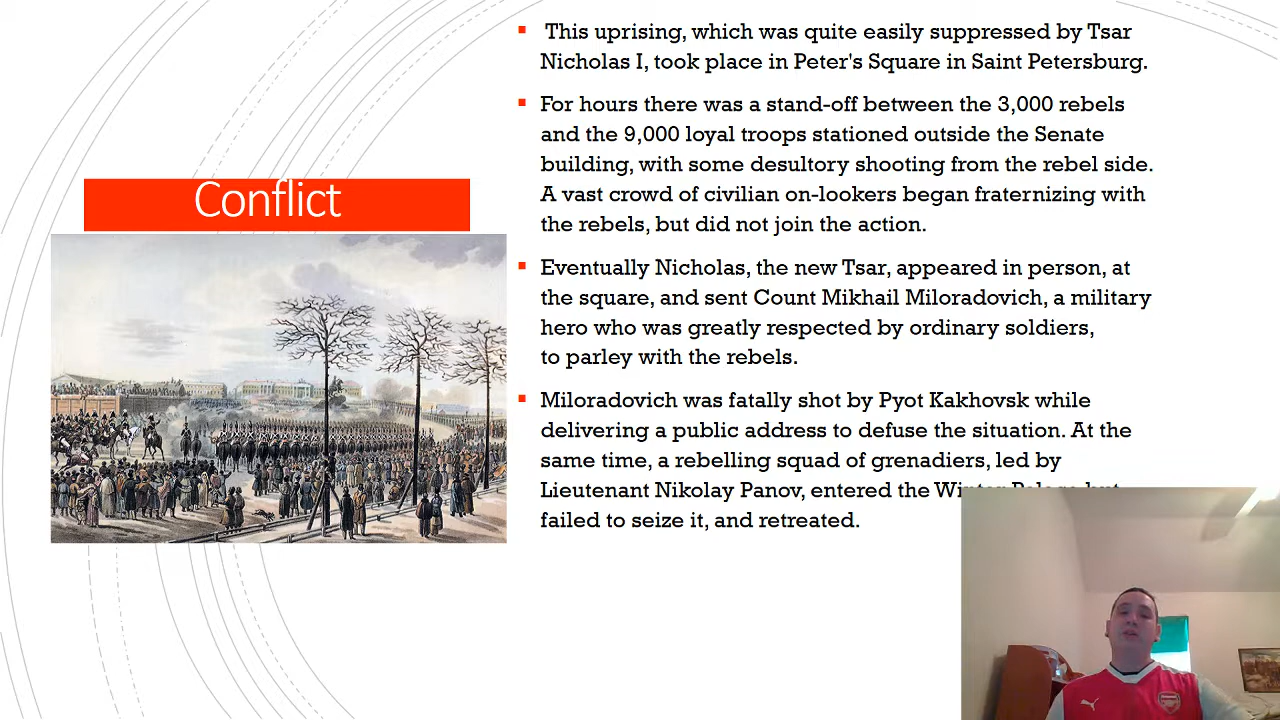 Conflict
This uprising, which was quite easily suppressed by Tsar
Nicholas I, took place in Peter's Square in Saint Petersburg.
For hours there was a stand-off between the 3,000 rebels
and the 9,000 loyal troops stationed outside the Senate
building, with some desultory shooting from the rebel side.
A vast crowd of civilian on-lookers began fraternizing with
the rebels, but did not join the action.
Eventually Nicholas, the new Tsar, appeared in person, at
the square, and sent Count Mikhail Miloradovich, a military
hero who was greatly respected by ordinary soldiers,
to parley with the rebels.
Miloradovich was fatally shot by Pyot Kakhovsk while
delivering a public address to defuse the situation. At the
same time, a rebelling squad of grenadiers, led by
Lieutenant Nikolay Panov, entered the Winter Palace but
failed to seize it, and retreated.